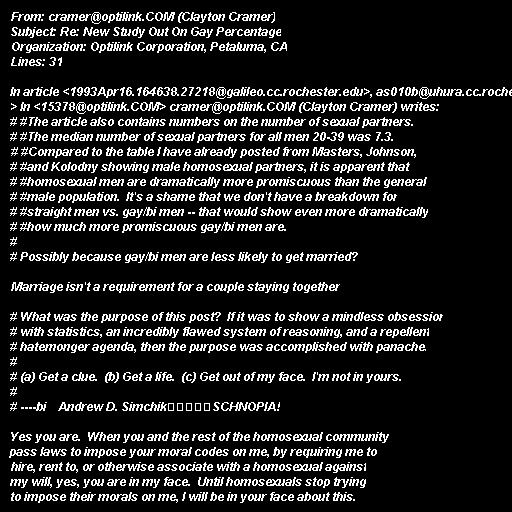 From: cramer@optilink.COM (Clayton Cramer)
Subject: Re: New Study Out On Gay Percentage
Organization: Optilink Corporation, Petaluma, CA
Lines: 31

In article <1993Apr16.164638.27218@galileo.cc.rochester.edu>, as010b@uhura.cc.roche
> In <15378@optilink.COM> cramer@optilink.COM (Clayton Cramer) writes:
# #The article also contains numbers on the number of sexual partners.
# #The median number of sexual partners for all men 20-39 was 7.3.
# #Compared to the table I have already posted from Masters, Johnson,
# #and Kolodny showing male homosexual partners, it is apparent that
# #homosexual men are dramatically more promiscuous than the general
# #male population.  It's a shame that we don't have a breakdown for
# #straight men vs. gay/bi men -- that would show even more dramatically
# #how much more promiscuous gay/bi men are.
#
# Possibly because gay/bi men are less likely to get married?

Marriage isn't a requirement for a couple staying together

# What was the purpose of this post?  If it was to show a mindless obsession
# with statistics, an incredibly flawed system of reasoning, and a repellent
# hatemonger agenda, then the purpose was accomplished with panache.
#
# (a) Get a clue.  (b) Get a life.  (c) Get out of my face.  I'm not in yours.
#
# ----bi    Andrew D. Simchik□□□□□SCHNOPIA!

Yes you are.  When you and the rest of the homosexual community
pass laws to impose your moral codes on me, by requiring me to
hire, rent to, or otherwise associate with a homosexual against
my will, yes, you are in my face.  Until homosexuals stop trying
to impose their morals on me, I will be in your face about this.